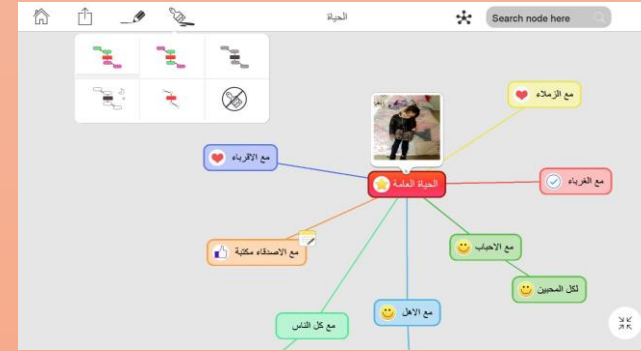 الحياة
Search node here
مع الزملاء
مع الاقرباء
الحياة العامة
مع الغرباء
مع الاصدقاء مكتبة
مع الاحباب
لكل المحبين
مع الاهل
مع كل الناس